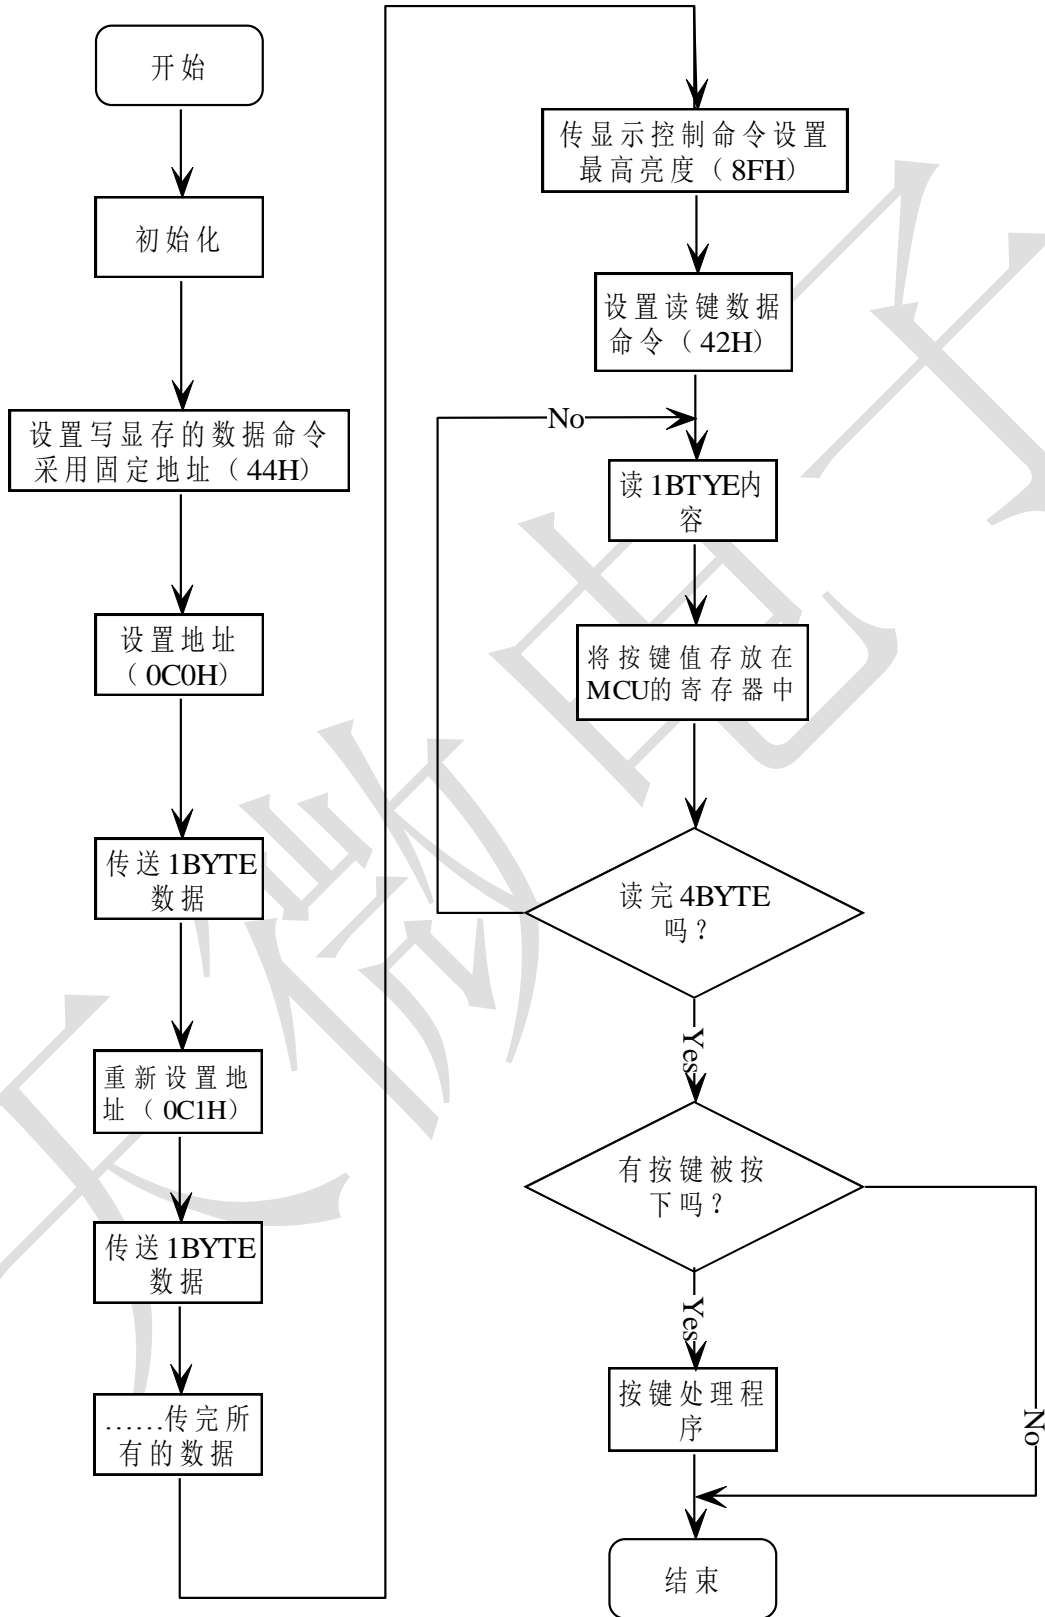 开始
初始化
设置写显存的数据命令
采用固定地址（44H）
设置地址
（0C0H）
传送1BYTE
数据
重新设置地
址（0C1H）
传送1BYTE
数据
……传完所
有的数据
传显示控制命令设置
最高亮度（8FH）
设置读键数据
命令（42H）
No
读1BTYE内
容
将按键值存放在
MCU的寄存器中
读完4BYTE
吗？
Yes
有按键被按
下吗？
Yes
按键处理程
序
No
结束
天微电子